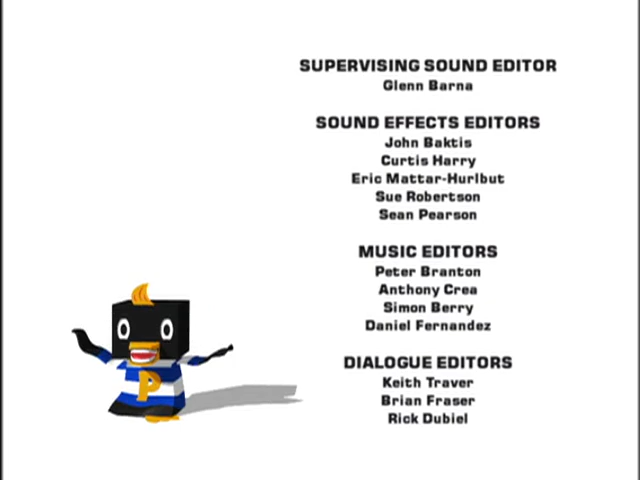 SUPERVISING SOUND EDITOR
Glenn Barna
SOUND EFFECTS EDITORS
John Baktis
Curtis Harry
Eric Mattar-Hurlbut
Sue Robertson
Sean Pearson
MUSIC EDITORS
Peter Branton
Anthony Crea
Simon Berry
Daniel Fernandez
DIALOGUE EDITORS
Keith Traver
Brian Fraser
Rick Dubiel
P